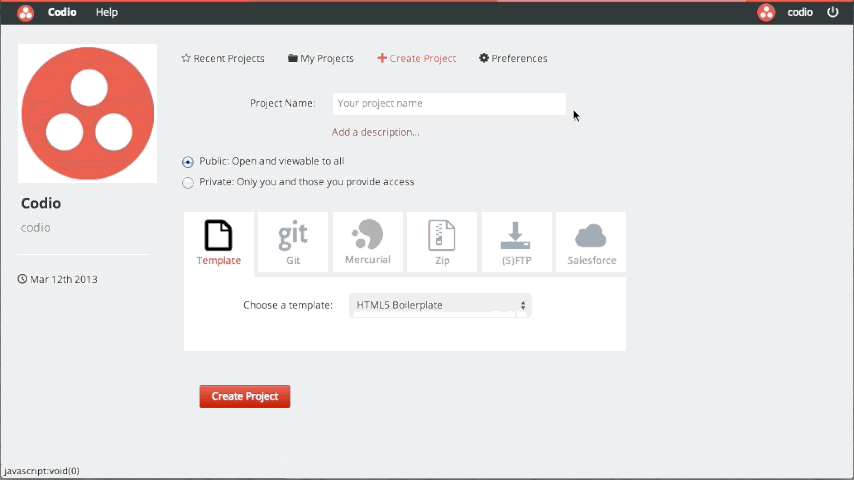 Codio Help codio
Recent Projects My Projects Create Project Preferences
Project Name: Your project name
Add a description...
Public: Open and viewable to all
Private: Only you and those you provide access
Codio
codio
Mar 12th 2013
git
Template Git Mercurial Zip (S)FTP Salesforce
Choose a template: HTML5 Boilerplate
Create Project
javascript:void(0)